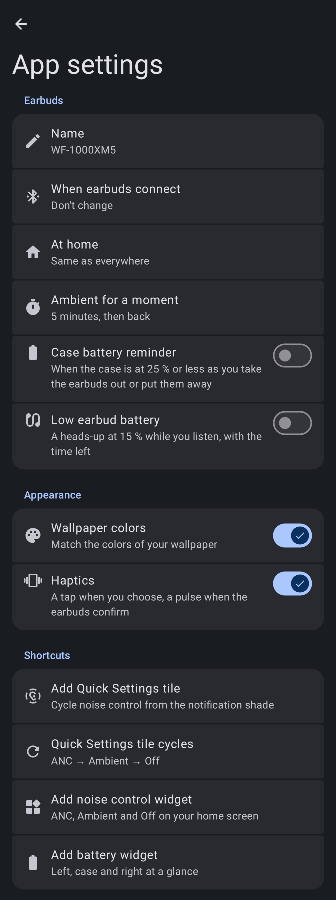 App settings
Earbuds
Name
WF-1000XM5
When earbuds connect
Don't change
At home
Same as everywhere
Ambient for a moment
5 minutes, then back
Case battery reminder
When the case is at 25 % or less as you take
the earbuds out or put them away
Low earbud battery
A heads-up at 15 % while you listen, with the
time left
Appearance
Wallpaper colors
Match the colors of your wallpaper
Haptics
A tap when you choose, a pulse when the
earbuds confirm
Shortcuts
Add Quick Settings tile
Cycle noise control from the notification shade
Quick Settings tile cycles
ANC → Ambient → Off
Add noise control widget
ANC, Ambient and Off on your home screen
Add battery widget
Left, case and right at a glance